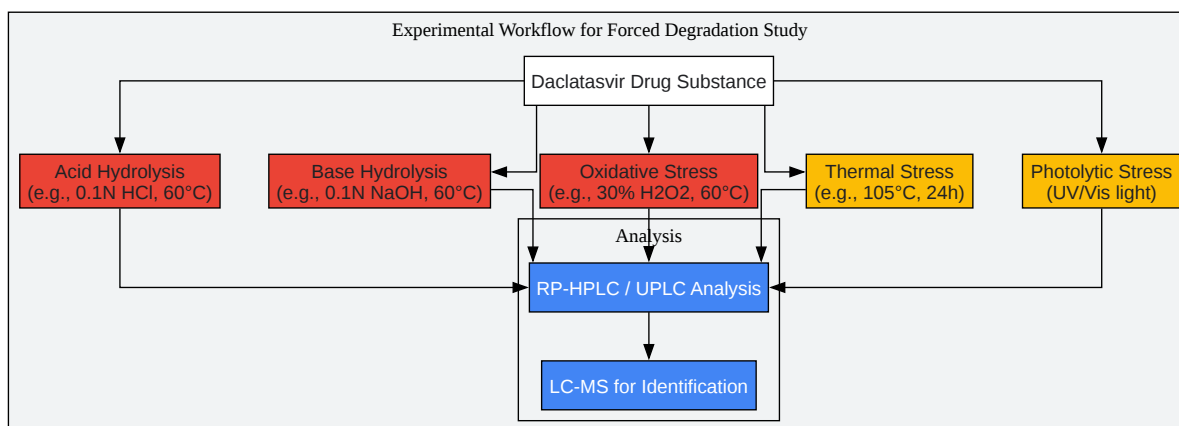 Experimental Workflow for Forced Degradation Study
Daclatasvir Drug Substance
Acid Hydrolysis
(e.g., 0.1N HCl, 60°C)
Base Hydrolysis
(e.g., 0.1N NaOH, 60°C)
Oxidative Stress
(e.g., 30% H2O2, 60°C)
Thermal Stress
(e.g., 105°C, 24h)
Photolytic Stress
(UV/Vis light)
Analysis
RP-HPLC / UPLC Analysis
LC-MS for Identification